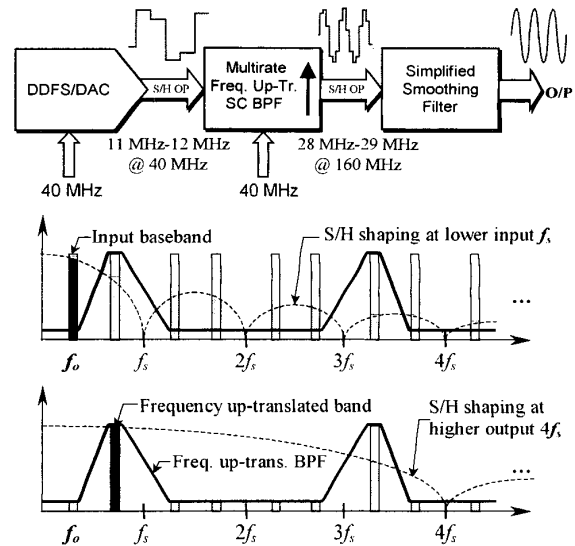 DDFS/DAC
S/H OP
Multirate
Freq. Up-Tr.
SC BPF
S/H OP
Simplified
Smoothing
Filter
O/P
11 MHz-12 MHz
@ 40 MHz
28 MHz-29 MHz
@ 160 MHz
40 MHz
40 MHz
Input baseband
S/H shaping at lower input fs
...
fo
fs
2fs
3fs
4fs
Frequency up-translated band
S/H shaping at
higher output 4fs
Freq. up-trans. BPF
...
fo
fs
2fs
3fs
4fs